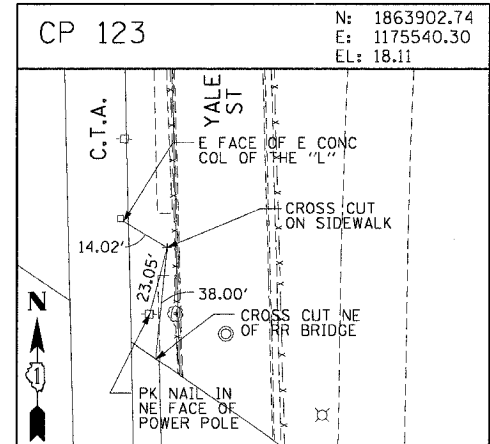 CP 123
N: 1863902.74
E: 1175540.30
EL: 18.11
C.T.A.
YALE
ST
E FACE OF E CONC
COL OF THE "L"
CROSS CUT
ON SIDEWALK
14.02'
23.05'
38.00'
CROSS CUT NE
OF RR BRIDGE
N
1
PK NAIL IN
NE FACE OF
POWER POLE